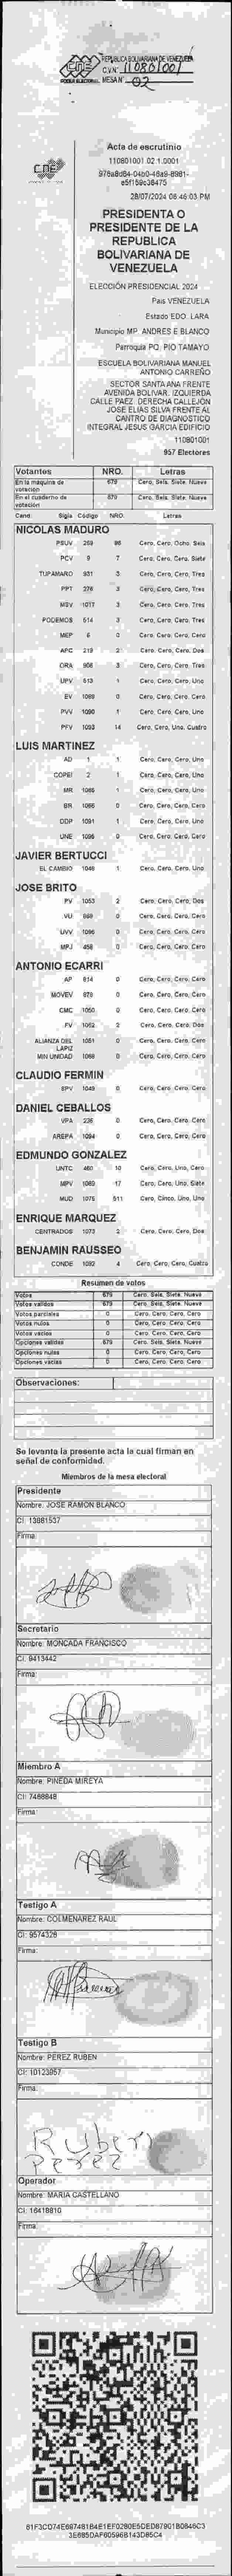 REPUBLICA BOLIVARIANA DE VENEZUELA
CNE
C.V.N° 110801001
PODER ELECTORAL MESA N° 02
Acta de escrutinio
110801001.02.1.0001
28/07/2024 06:46:03 PM
PRESIDENTA O
PRESIDENTE DE LA
REPUBLICA
BOLIVARIANA DE
VENEZUELA
ELECCIÓN PRESIDENCIAL 2024
País VENEZUELA
Estado EDO. LARA
Municipio MP. ANDRES E BLANCO
Parroquia PQ. PIO TAMAYO
ESCUELA BOLIVARIANA MANUEL
ANTONIO CARREÑO
SECTOR SANTA ANA FRENTE
AVENIDA BOLIVAR. IZQUIERDA
CALLE PAEZ. DERECHA CALLEJÓN
JOSE ELIAS SILVA FRENTE AL
CANTRO DE DIAGNOSTICO
INTEGRAL JESUS GARCIA EDIFICIO
110801001
957 Electores
Votantes NRO. Letras
En la máquina de votación 679 Cero, Seis, Siete, Nueve
En el cuaderno de votación 679 Cero, Seis, Siete, Nueve
Cand. Sigla Código NRO. Letras
NICOLAS MADURO
PSUV 269 86 Cero, Cero, Ocho, Seis
PCV 9 7 Cero, Cero, Cero, Siete
TUPAMARO 931 3 Cero, Cero, Cero, Tres
PPT 276 3 Cero, Cero, Cero, Tres
MSV 1017 3 Cero, Cero, Cero, Tres
PODEMOS 514 3 Cero, Cero, Cero, Tres
MEP 6 0 Cero, Cero, Cero, Cero
APC 219 2 Cero, Cero, Cero, Dos
ORA 906 3 Cero, Cero, Cero, Tres
UPV 513 1 Cero, Cero, Cero, Uno
EV 1089 0 Cero, Cero, Cero, Cero
PVV 1090 1 Cero, Cero, Cero, Uno
PFV 1093 14 Cero, Cero, Uno, Cuatro
LUIS MARTINEZ
AD 1 1 Cero, Cero, Cero, Uno
COPEI 2 1 Cero, Cero, Cero, Uno
MR 1065 1 Cero, Cero, Cero, Uno
BR 1066 0 Cero, Cero, Cero, Cero
DDP 1091 1 Cero, Cero, Cero, Uno
UNE 1095 0 Cero, Cero, Cero, Cero
JAVIER BERTUCCI
EL CAMBIO 1046 1 Cero, Cero, Cero, Uno
JOSE BRITO
PV 1053 2 Cero, Cero, Cero, Dos
VU 989 0 Cero, Cero, Cero, Cero
UVV 1096 0 Cero, Cero, Cero, Cero
MPJ 458 0 Cero, Cero, Cero, Cero
ANTONIO ECARRI
AP 814 0 Cero, Cero, Cero, Cero
MOVEV 979 0 Cero, Cero, Cero, Cero
CMC 1050 0 Cero, Cero, Cero, Cero
FV 1062 2 Cero, Cero, Cero, Dos
ALIANZA DEL LAPIZ 1051 0 Cero, Cero, Cero, Cero
MIN UNIDAD 1068 0 Cero, Cero, Cero, Cero
CLAUDIO FERMIN
SPV 1049 0 Cero, Cero, Cero, Cero
DANIEL CEBALLOS
VPA 238 0 Cero, Cero, Cero, Cero
AREPA 1094 0 Cero, Cero, Cero, Cero
EDMUNDO GONZALEZ
UNTC 460 10 Cero, Cero, Uno, Cero
MPV 1069 17 Cero, Cero, Uno, Siete
MUD 1075 511 Cero, Cinco, Uno, Uno
ENRIQUE MARQUEZ
CENTRADOS 1073 2 Cero, Cero, Cero, Dos
BENJAMIN RAUSSEO
CONDE 1092 4 Cero, Cero, Cero, Cuatro
Resumen de votos
Votos 679 Cero, Seis, Siete, Nueve
Votos validos 679 Cero, Seis, Siete, Nueve
Votos parciales 0 Cero, Cero, Cero, Cero
Votos nulos 0 Cero, Cero, Cero, Cero
Votos vacios 0 Cero, Cero, Cero, Cero
Opciones validas 679 Cero, Seis, Siete, Nueve
Opciones nulas 0 Cero, Cero, Cero, Cero
Opciones vacias 0 Cero, Cero, Cero, Cero
Observaciones:
Se levanta la presente acta la cual firman en
señal de conformidad.
Miembros de la mesa electoral
Presidente
Nombre: JOSE RAMON BLANCO
CI: 13881537
Firma:
Secretario
Nombre: MONCADA FRANCISCO
CI: 9413442
Firma:
Miembro A
Nombre: PINEDA MIREYA
CI: 7468848
Firma:
Testigo A
Nombre: COLMENAREZ RAUL
CI: 9574328
Firma:
Testigo B
Nombre: PEREZ RUBEN
CI: 10123957
Firma:
Ruben
Perez
Operador
Nombre: MARIA CASTELLANO
CI: 16418810
Firma: